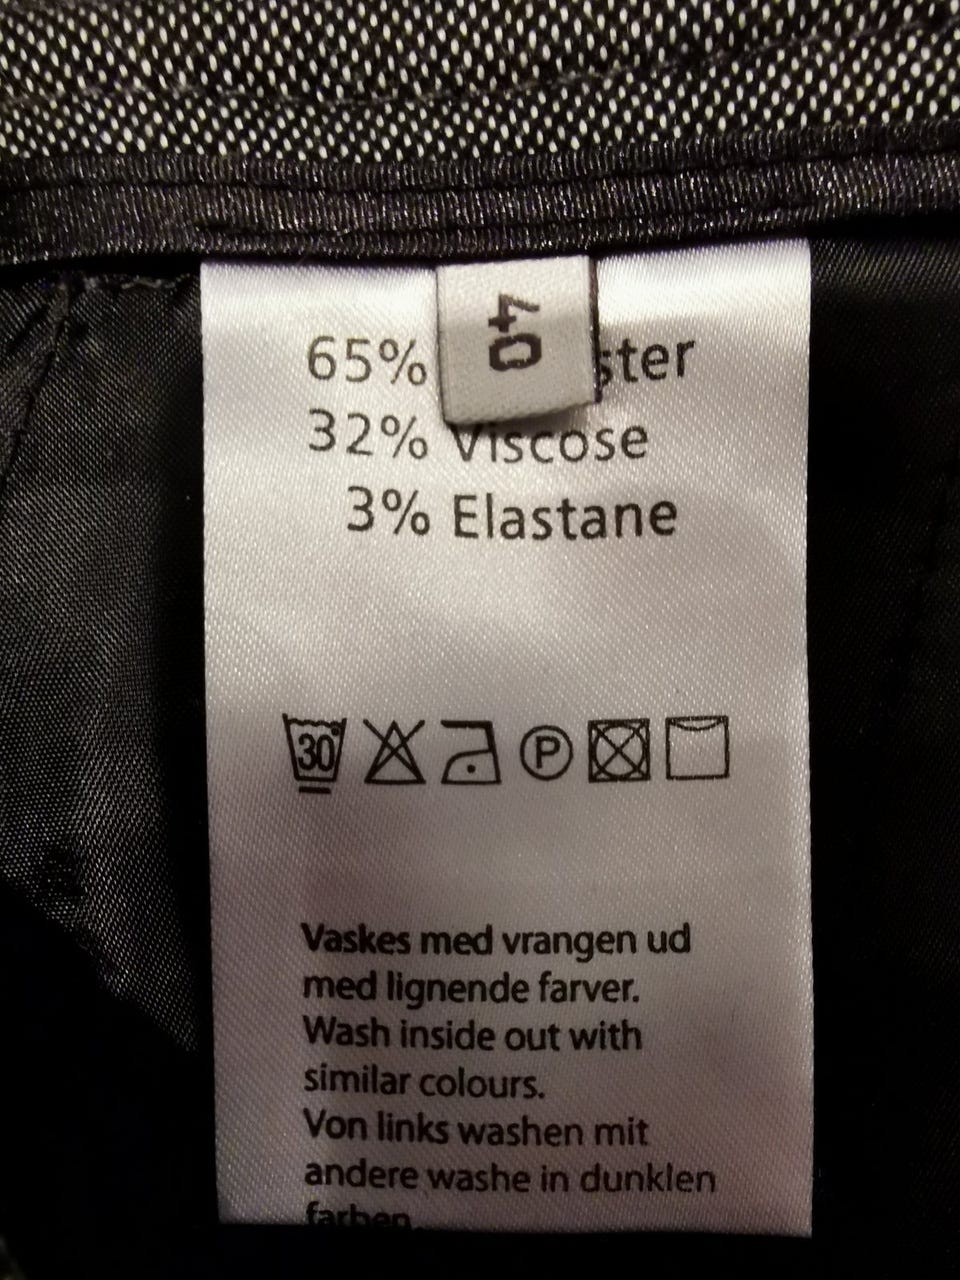 40
65% ster
32% Viscose
3% Elastane
30
P
Vaskes med vrangen ud
med lignende farver.
Wash inside out with
similar colours.
Von links washen mit
andere washe in dunklen
farben.